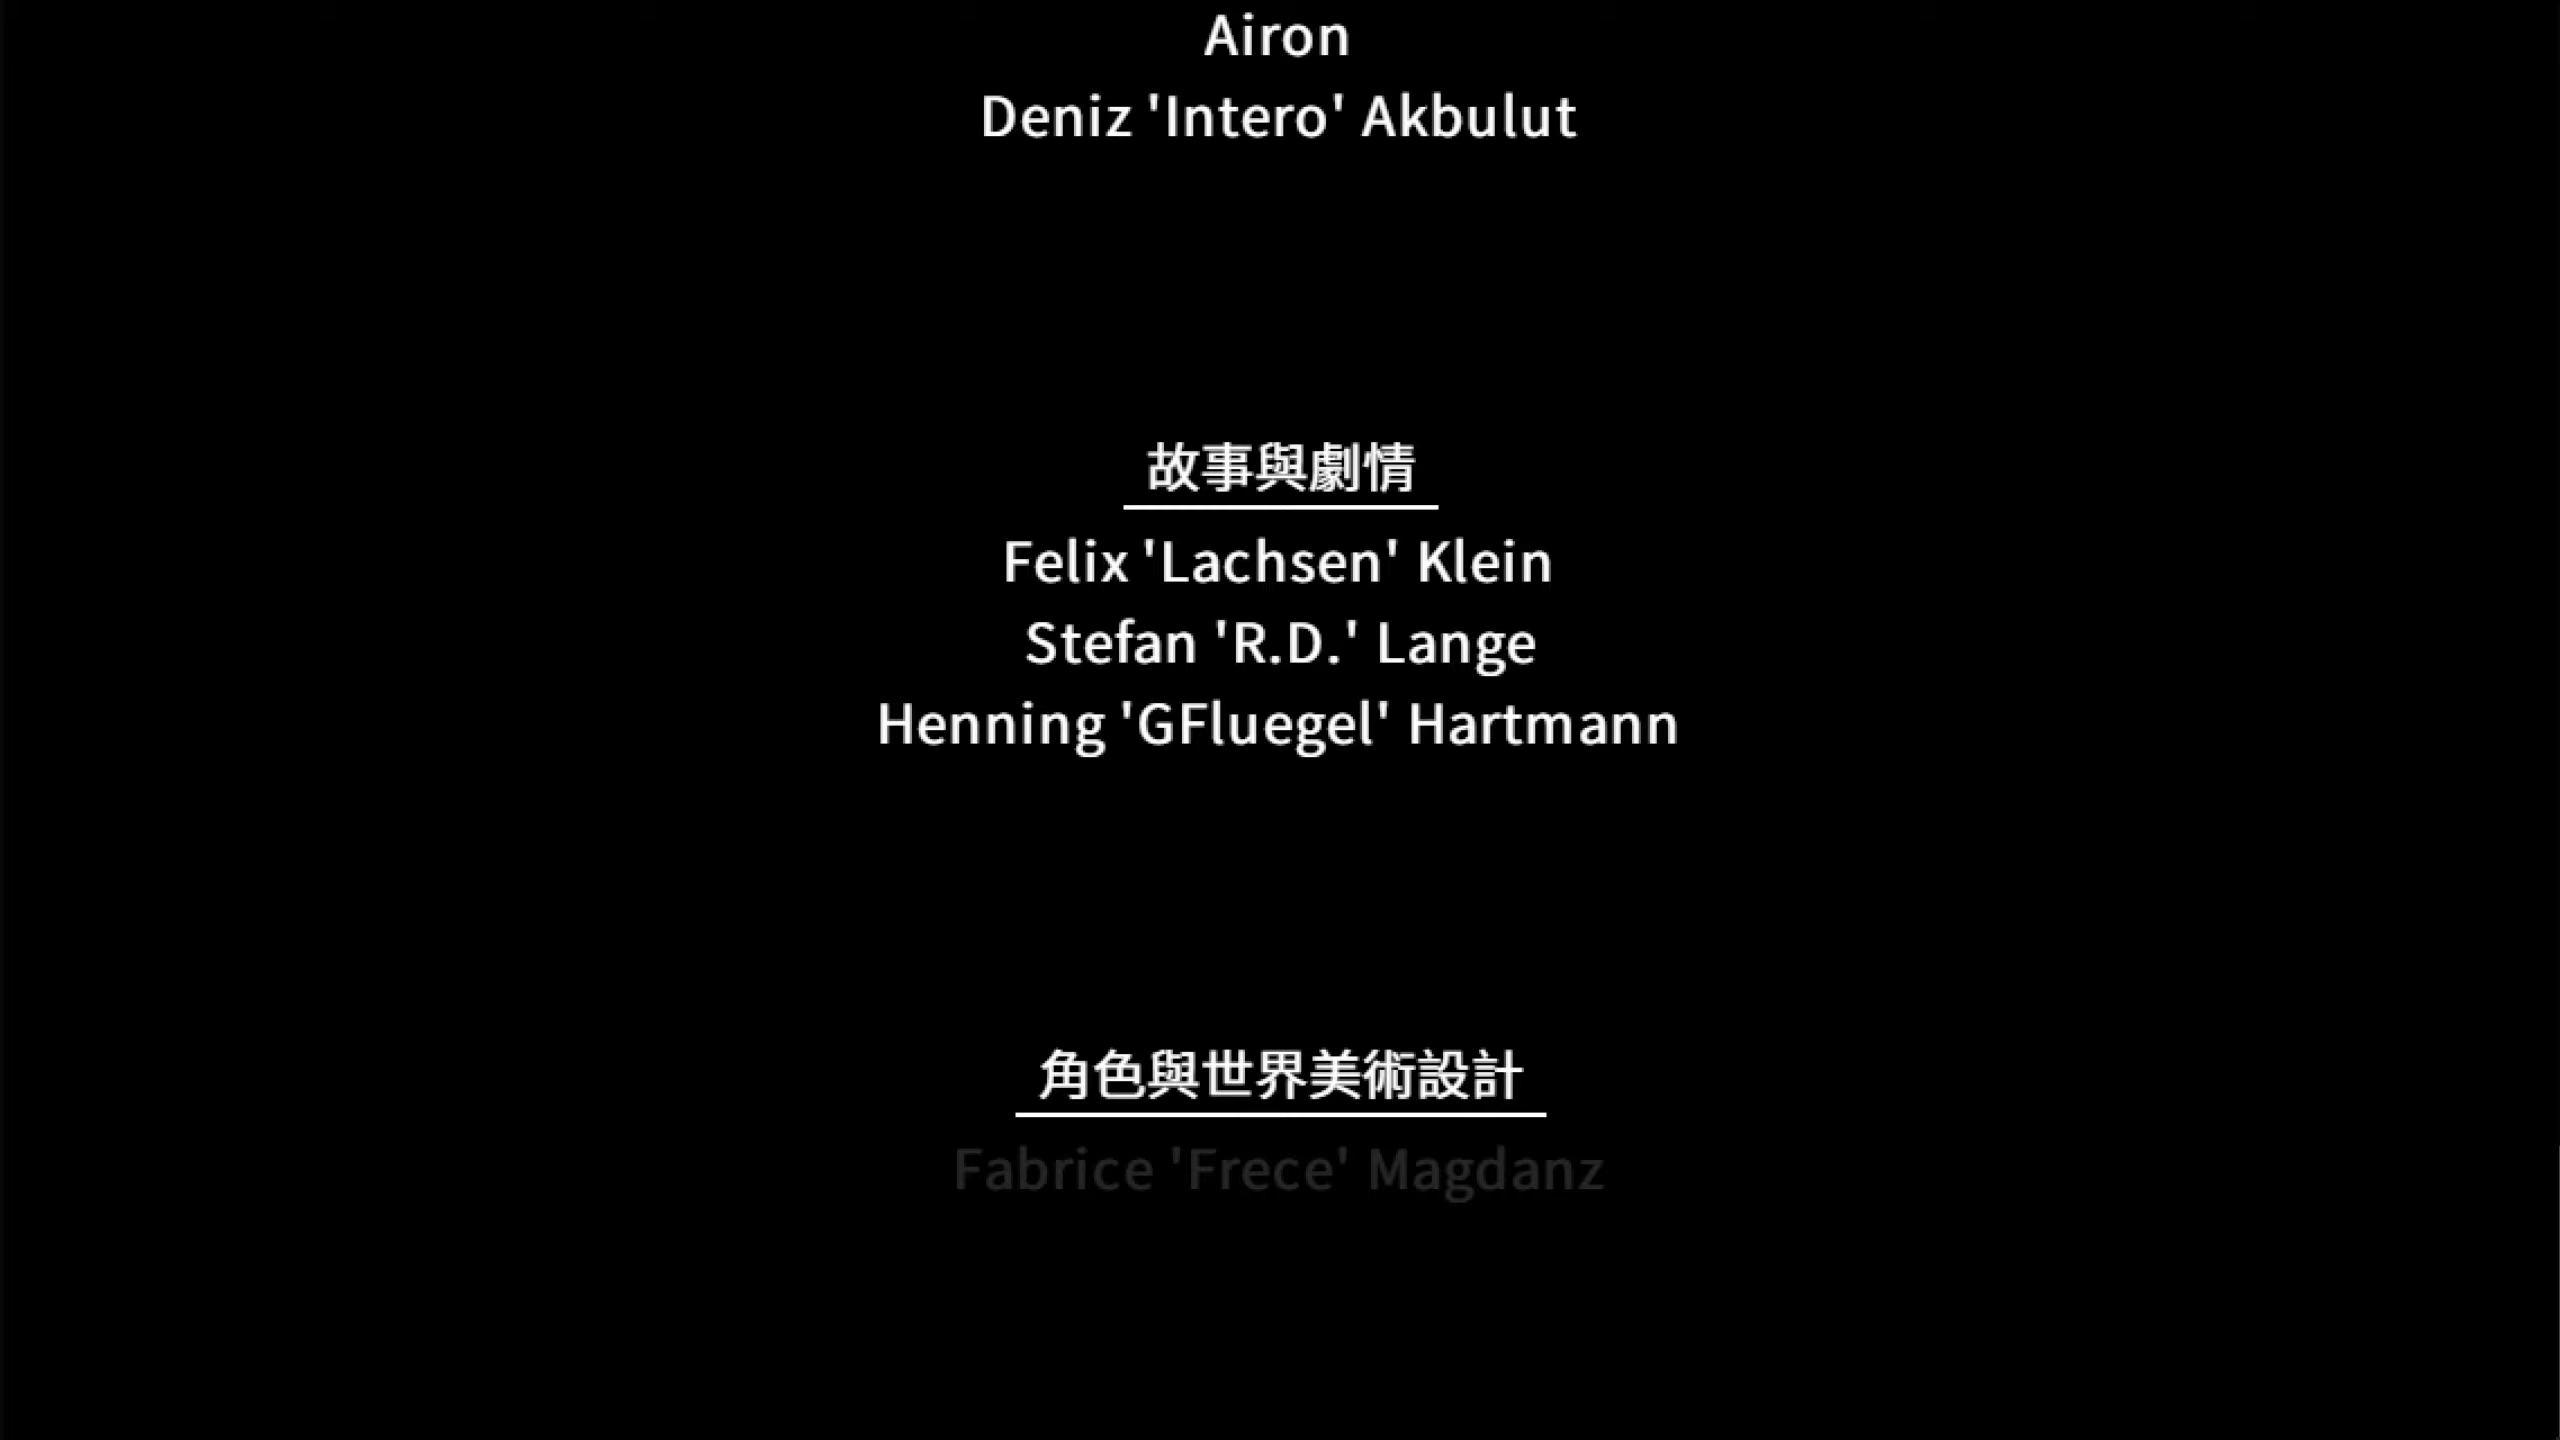 Airon
Deniz 'Intero' Akbulut
故事與劇情
Felix 'Lachsen' Klein
Stefan 'R.D.' Lange
Henning 'GFluegel' Hartmann
角色與世界美術設計
Fabrice 'Frece' Magdanz